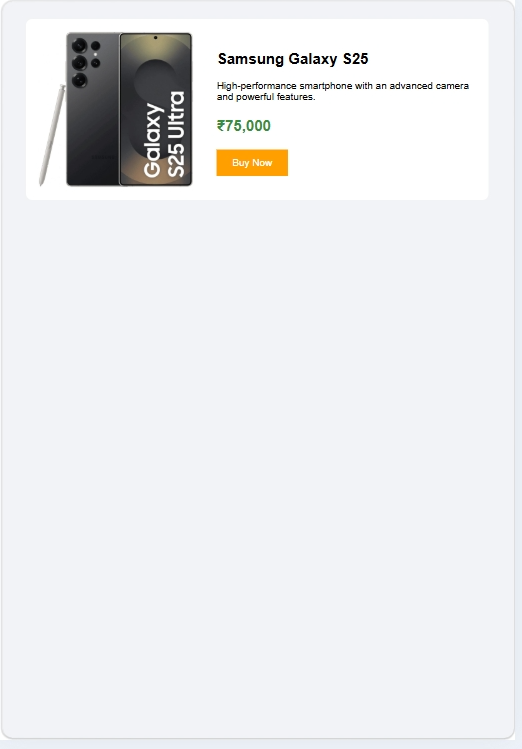 Galaxy
S25 Ultra
Samsung Galaxy S25
High-performance smartphone with an advanced camera
and powerful features.
₹75,000
Buy Now